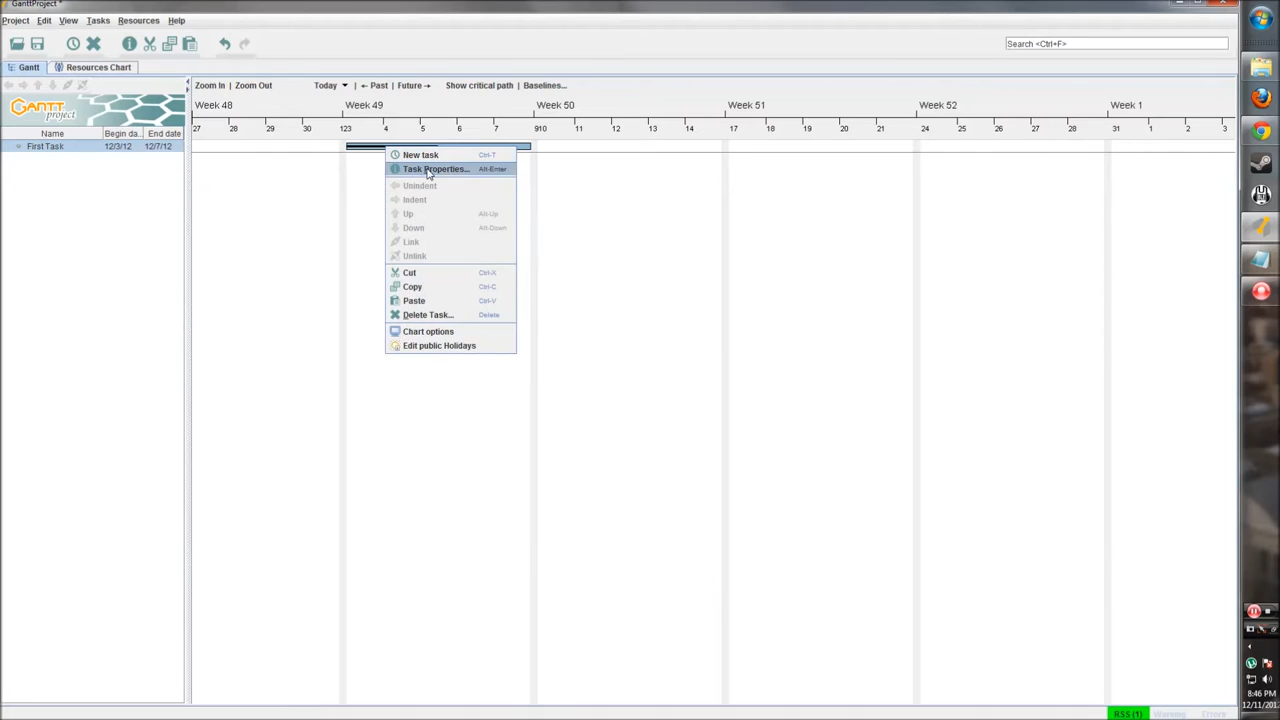 GanttProject *
Project Edit View Tasks Resources Help
Search <Ctrl+F>
Gantt Resources Chart
Zoom In | Zoom Out Today | ← Past Future → Show critical path Baselines...
Week 48 Week 49 Week 50 Week 51 Week 52 Week 1
GANTT project
27 28 29 30 123 4 5 6 7 910 11 12 13 14 17 18 19 20 21 24 25 26 27 28 31 1 2 3
Name Begin da... End date
First Task 12/3/12 12/7/12
New task Ctrl-T
Task Properties... Alt-Enter
Unindent
Indent
Up Alt-Up
Down Alt-Down
Link
Unlink
Cut Ctrl-X
Copy Ctrl-C
Paste Ctrl-V
Delete Task... Delete
Chart options
Edit public Holidays
8:46 PM
12/11/201
RSS (1) Warning Errors